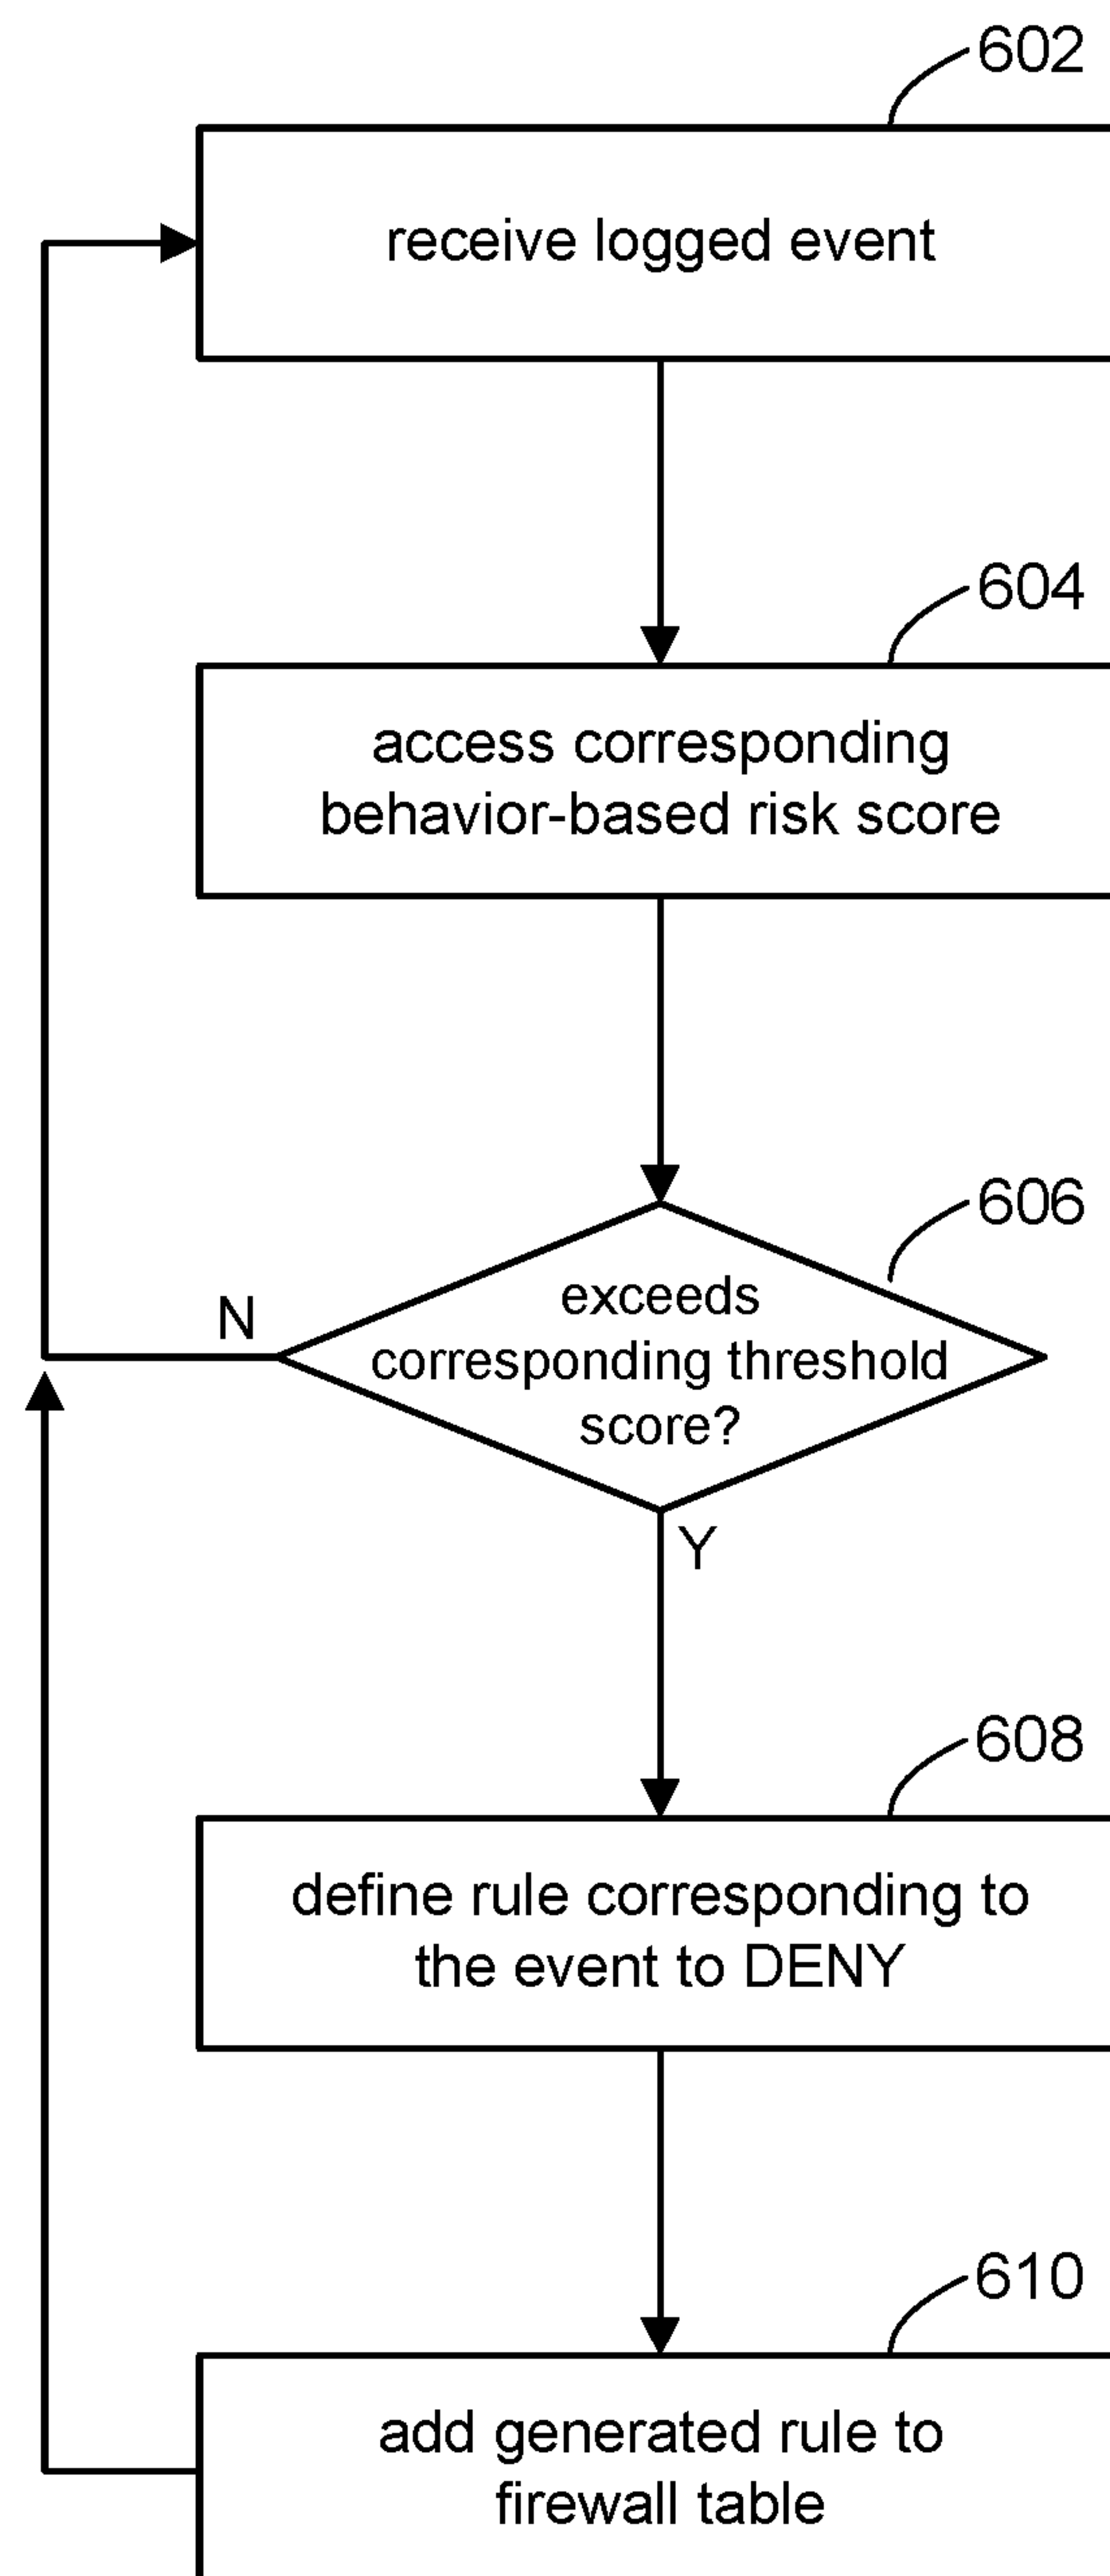 602
receive logged event
604
access corresponding
behavior-based risk score
606
exceeds
corresponding threshold
score?
N
Y
608
define rule corresponding to
the event to DENY
610
add generated rule to
firewall table